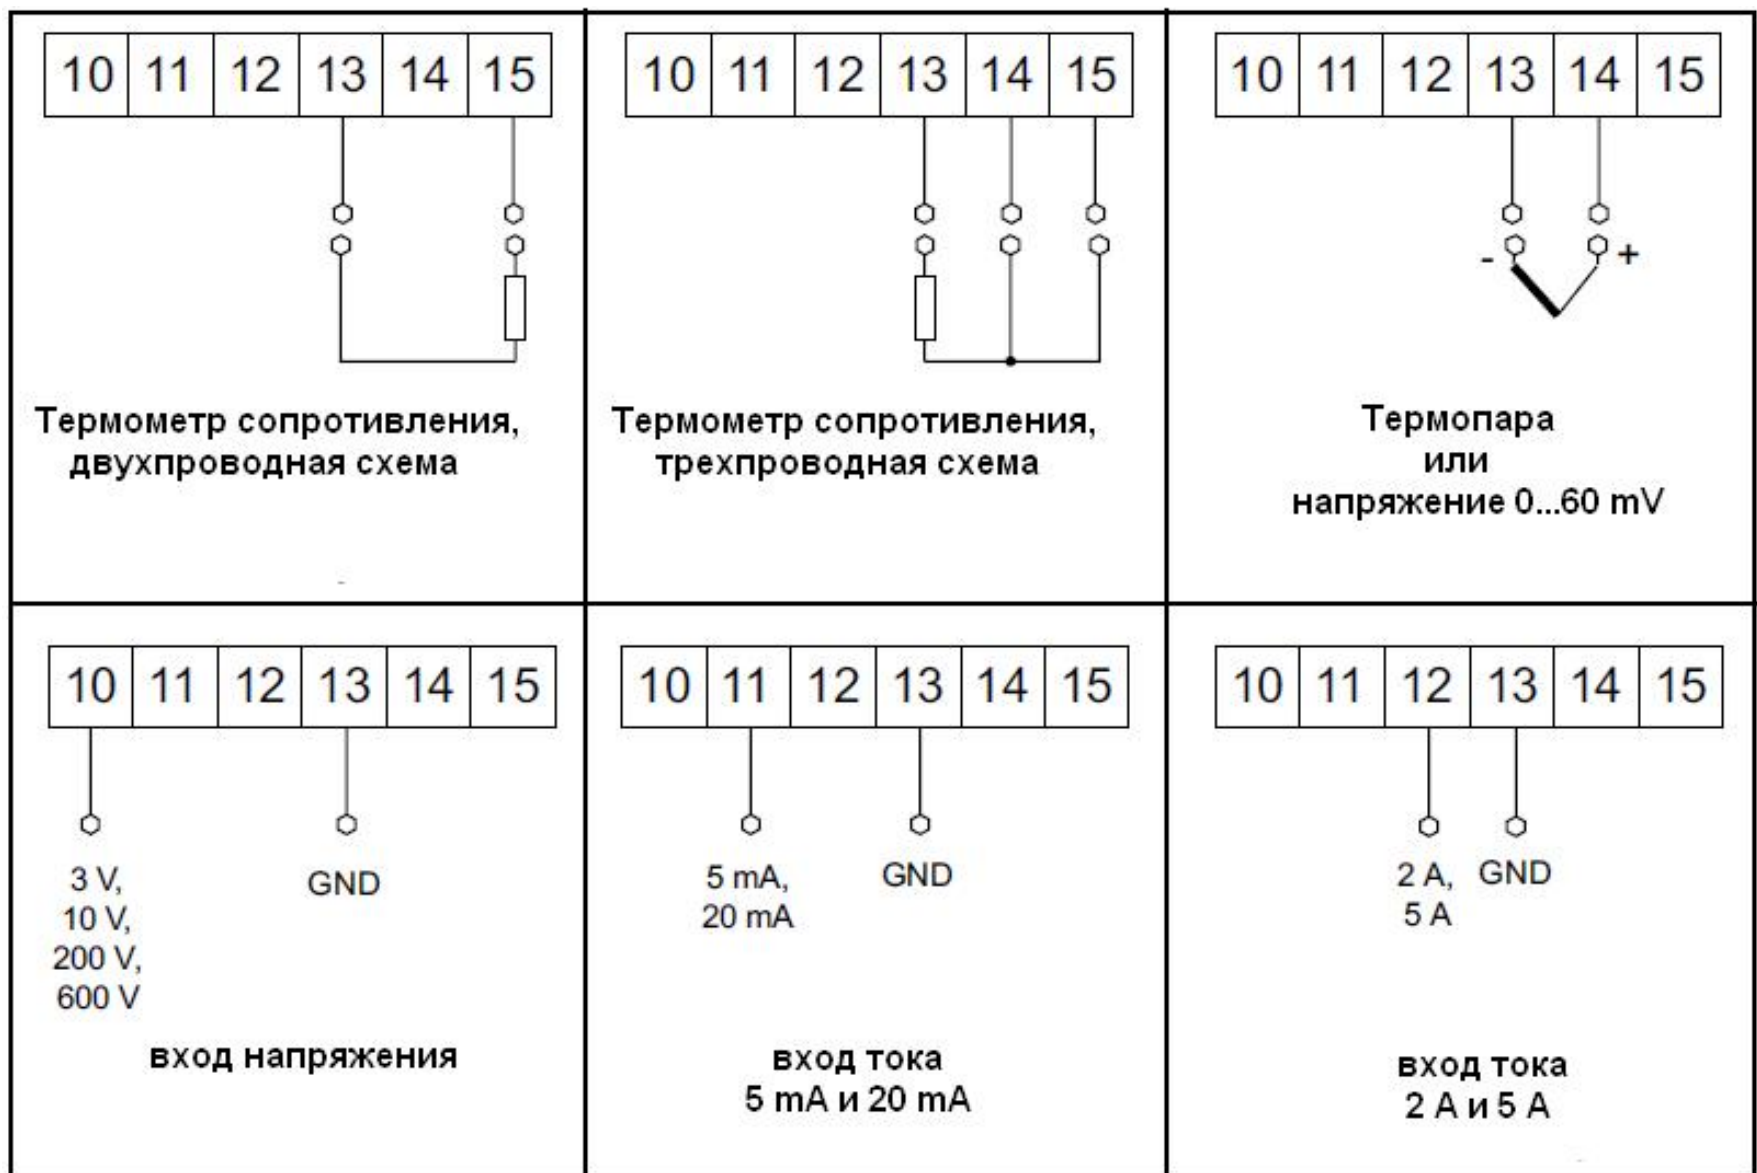 10 11 12 13 14 15
Термометр сопротивления,
двухпроводная схема
10 11 12 13 14 15
Термометр сопротивления,
трехпроводная схема
10 11 12 13 14 15
- +
Термопара
или
напряжение 0...60 mV
10 11 12 13 14 15
3 V,
10 V,
200 V,
600 V
GND
вход напряжения
10 11 12 13 14 15
5 mA,
20 mA
GND
вход тока
5 mA и 20 mA
10 11 12 13 14 15
2 A,
5 A
GND
вход тока
2 A и 5 A